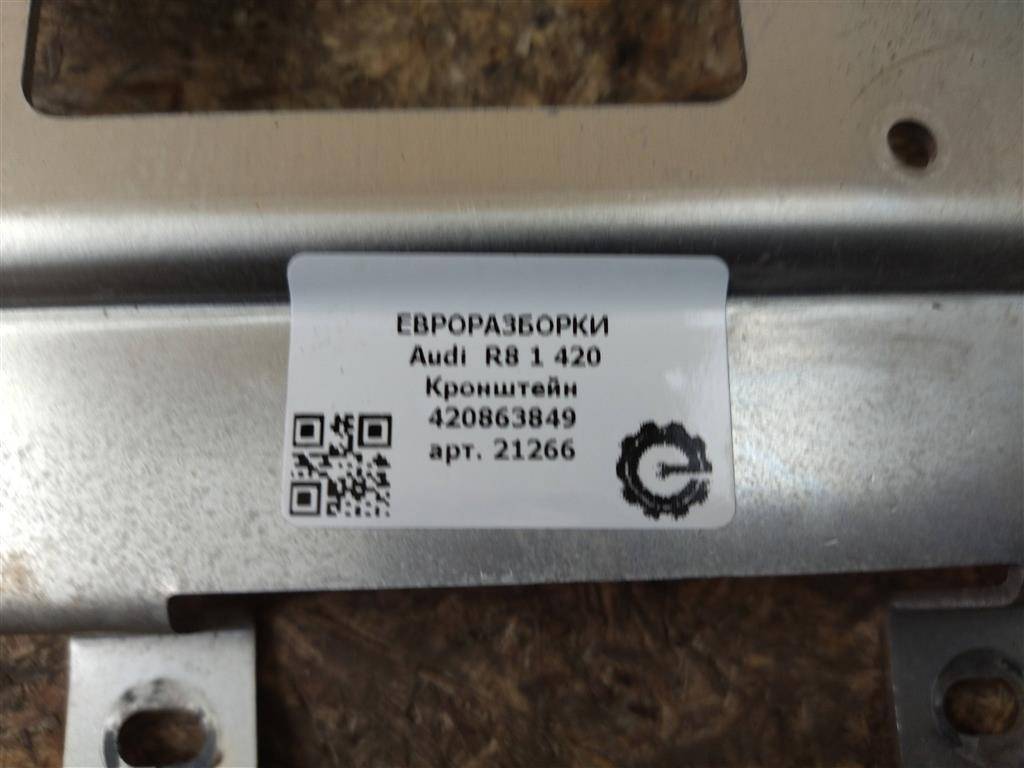 ЕВРОРАЗБОРКИ
Audi R8 1 420
Кронштейн
420863849
арт. 21266